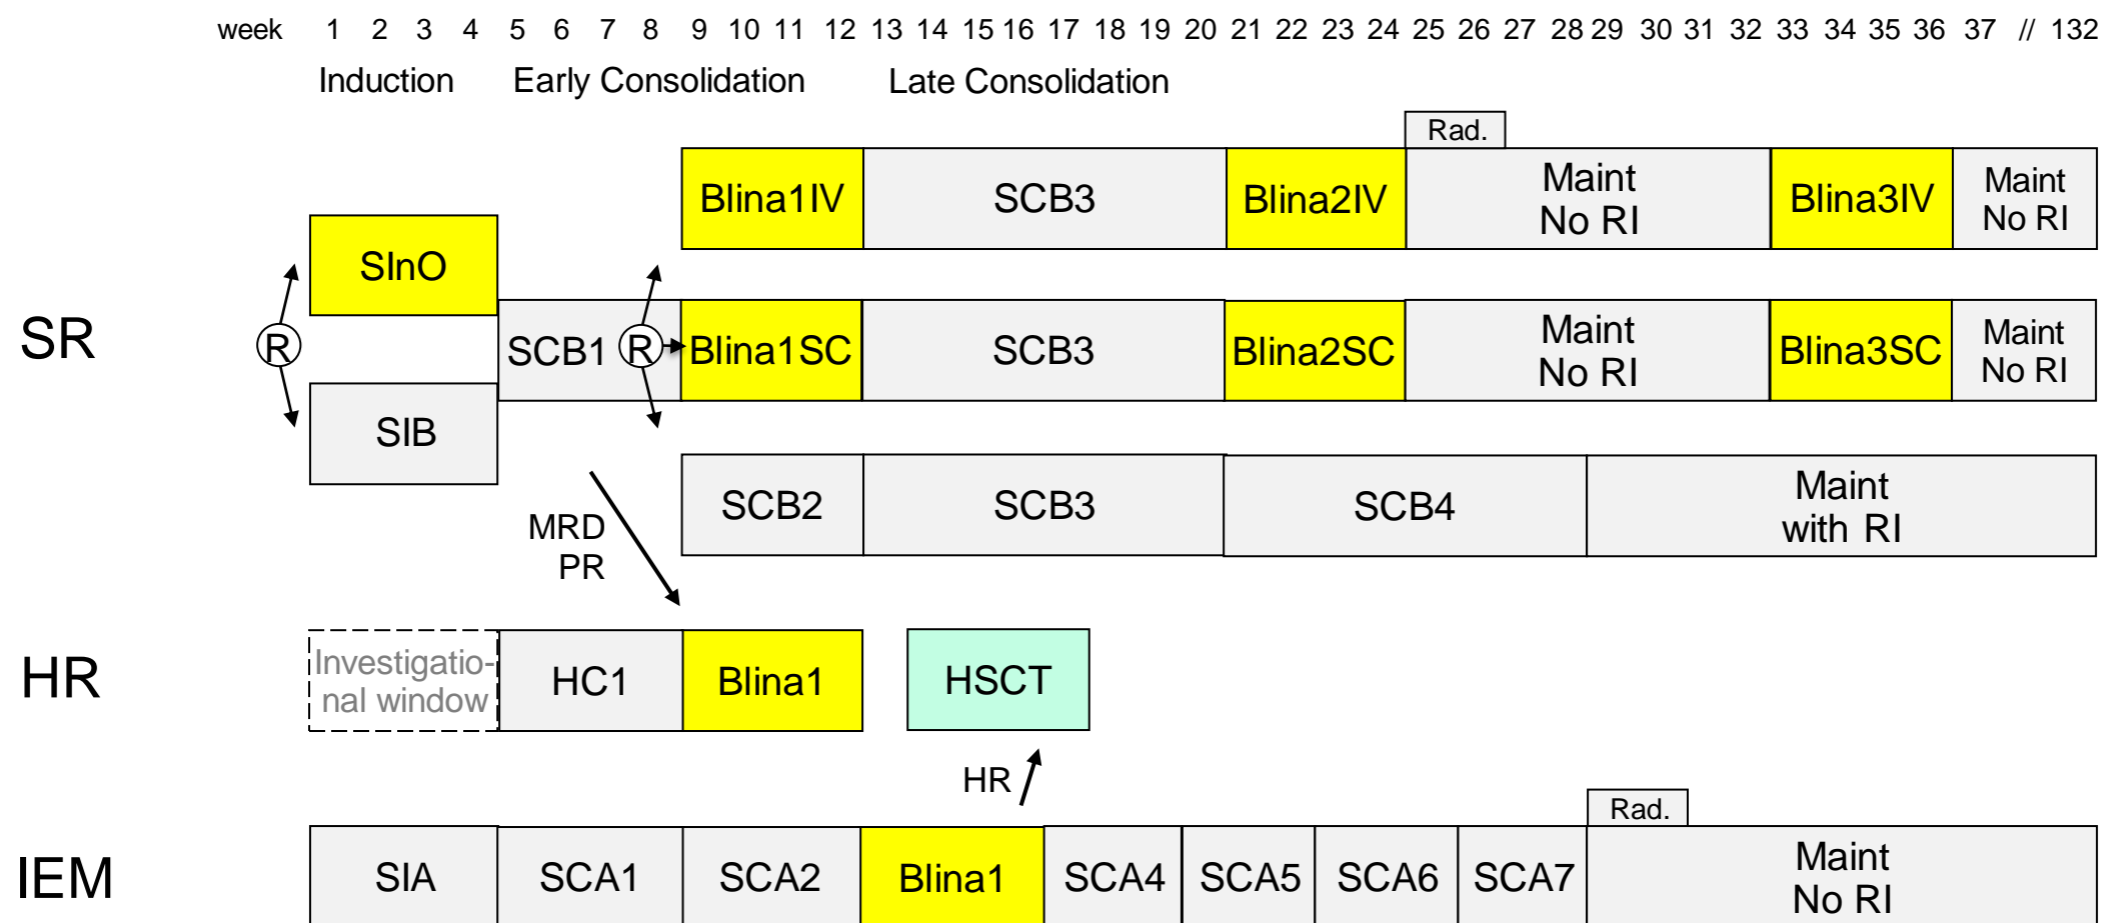 week 1 2 3 4 5 6 7 8 9 10 11 12 13 14 15 16 17 18 19 20 21 22 23 24 25 26 27 28 29 30 31 32 33 34 35 36 37 // 132
Induction Early Consolidation Late Consolidation
Rad.
Blina1IV SCB3 Blina2IV Maint
No RI Blina3IV Maint
No RI
SInO
SR
R
SCB1 R Blina1SC SCB3 Blina2SC Maint
No RI Blina3SC Maint
No RI
SIB
SCB2 SCB3 SCB4 Maint
with RI
MRD
PR
HR
Investigatio-
nal window
HC1 Blina1 HSCT
HR
Rad.
IEM SIA SCA1 SCA2 Blina1 SCA4 SCA5 SCA6 SCA7 Maint
No RI